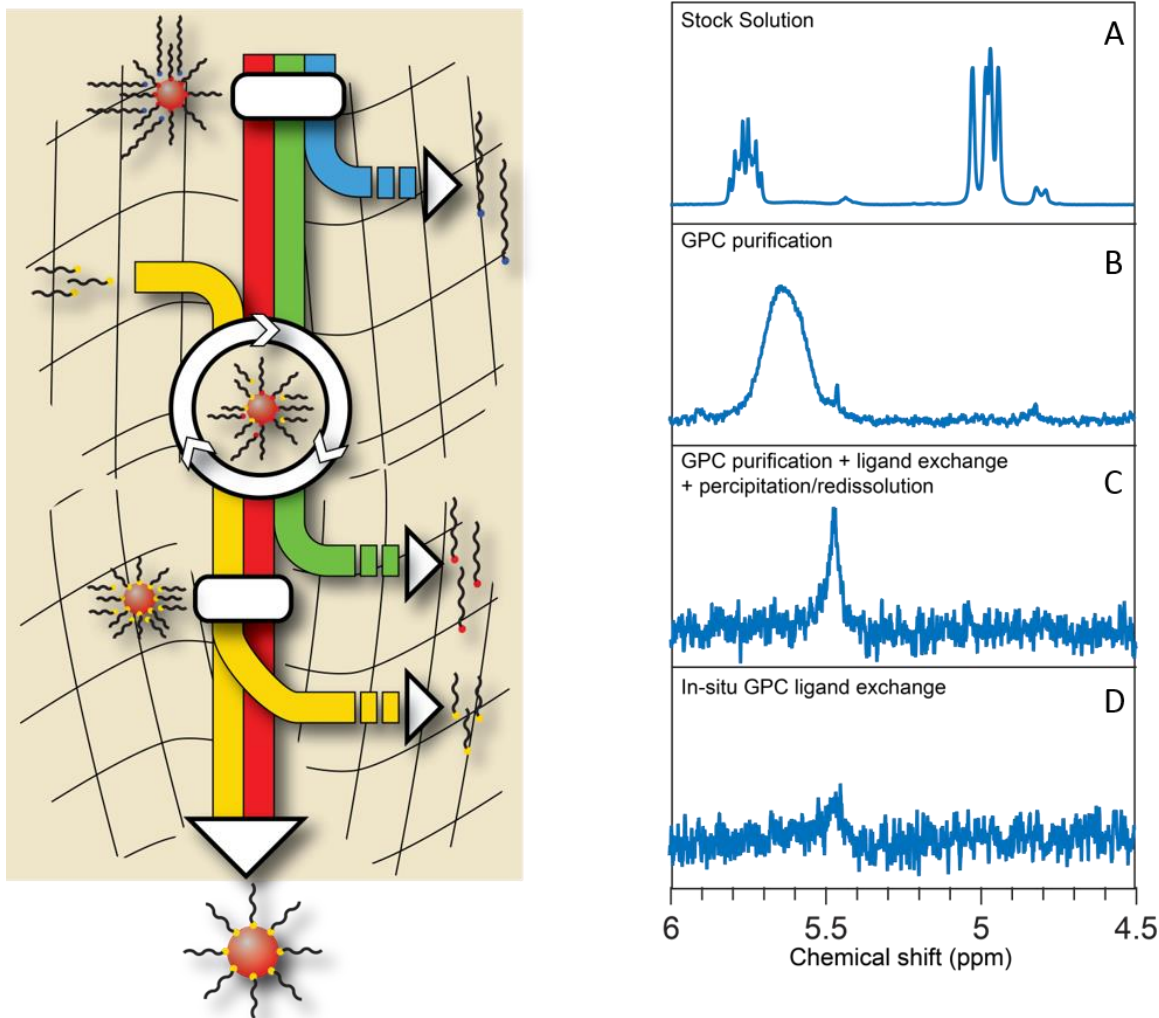 Stock Solution
A
GPC purification
B
GPC purification + ligand exchange
+ percipitation/redissolution
C
In-situ GPC ligand exchange
D
6
5.5
5
4.5
Chemical shift (ppm)